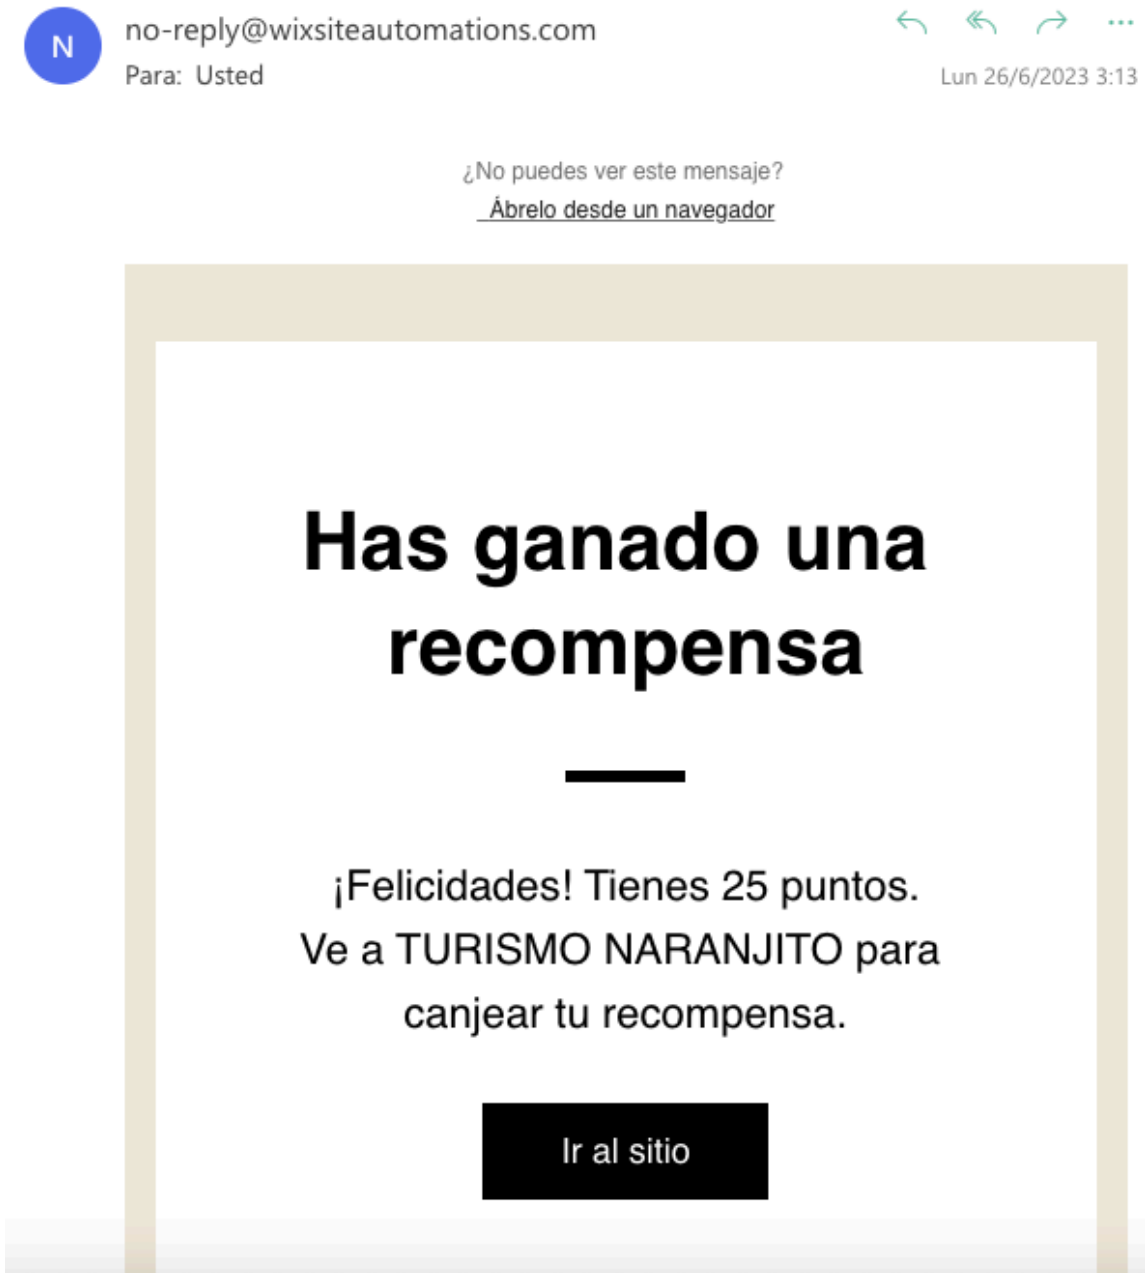 N
no-reply@wixsiteautomations.com
Para: Usted
Lun 26/6/2023 3:13
¿No puedes ver este mensaje?
Ábrelo desde un navegador
Has ganado una
recompensa
¡Felicidades! Tienes 25 puntos.
Ve a TURISMO NARANJITO para
canjear tu recompensa.
Ir al sitio